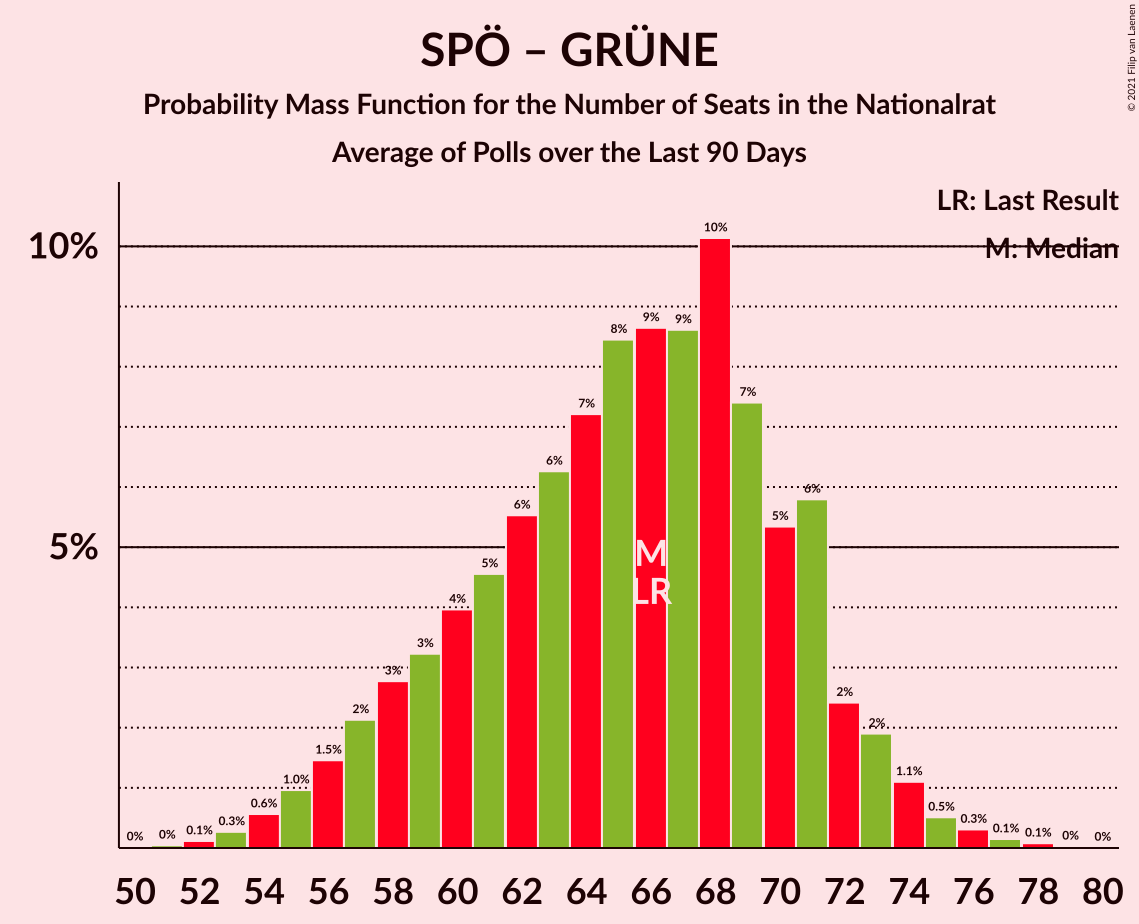 SPÖ – GRÜNE
Probability Mass Function for the Number of Seats in the Nationalrat
Average of Polls over the Last 90 Days
© 2021 Filip van Laenen
LR: Last Result
M: Median
10%
5%
0% 0% 0.1% 0.3% 0.6% 1.0% 1.5% 2% 3% 3% 4% 5% 6% 6% 7% 8% 9% 9% 10% 7% 5% 6% 2% 2% 1.1% 0.5% 0.3% 0.1% 0.1% 0% 0%
M
LR
50 52 54 56 58 60 62 64 66 68 70 72 74 76 78 80